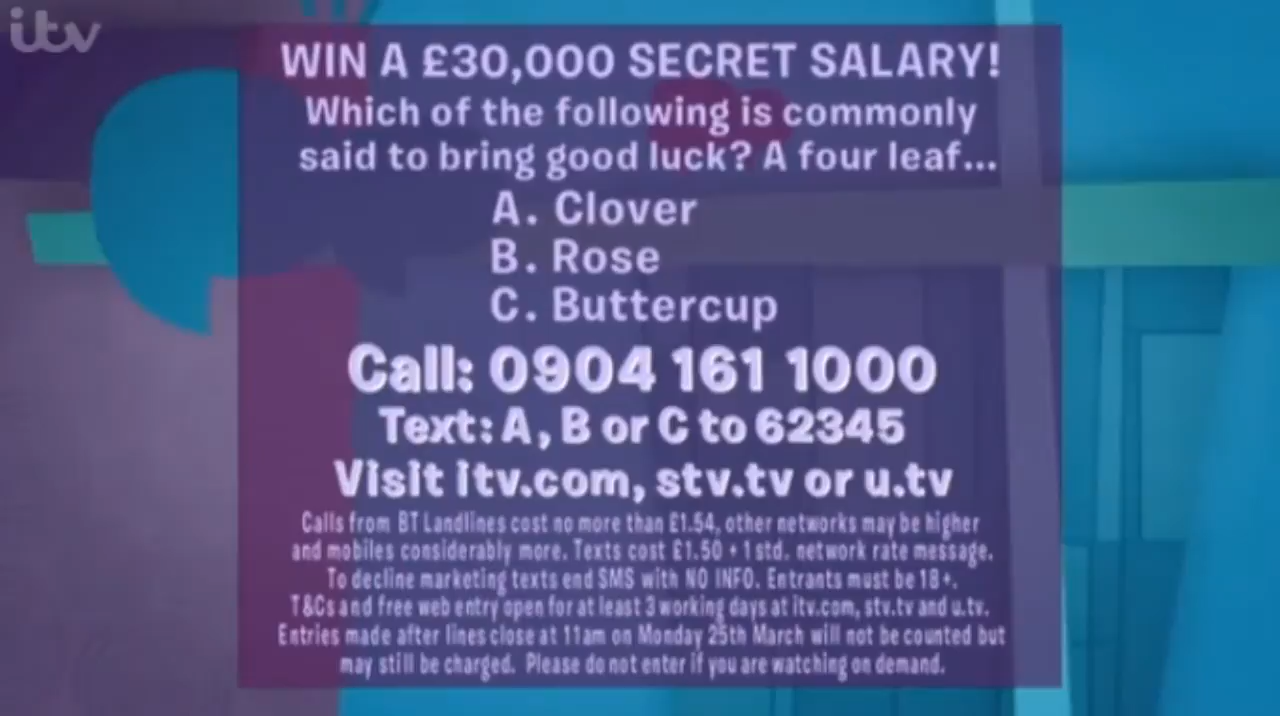 itv
WIN A £30,000 SECRET SALARY!
Which of the following is commonly
said to bring good luck? A four leaf...
A. Clover
B. Rose
C. Buttercup
Call: 0904 161 1000
Text: A, B or C to 62345
Visit itv.com, stv.tv or u.tv
Calls from BT Landlines cost no more than £1.54, other networks may be higher
and mobiles considerably more. Texts cost £1.50 + 1 std. network rate message.
To decline marketing texts end SMS with NO INFO. Entrants must be 18+.
T&Cs and free web entry open for at least 3 working days at itv.com, stv.tv and u.tv.
Entries made after lines close at 11am on Monday 25th March will not be counted but
may still be charged. Please do not enter if you are watching on demand.